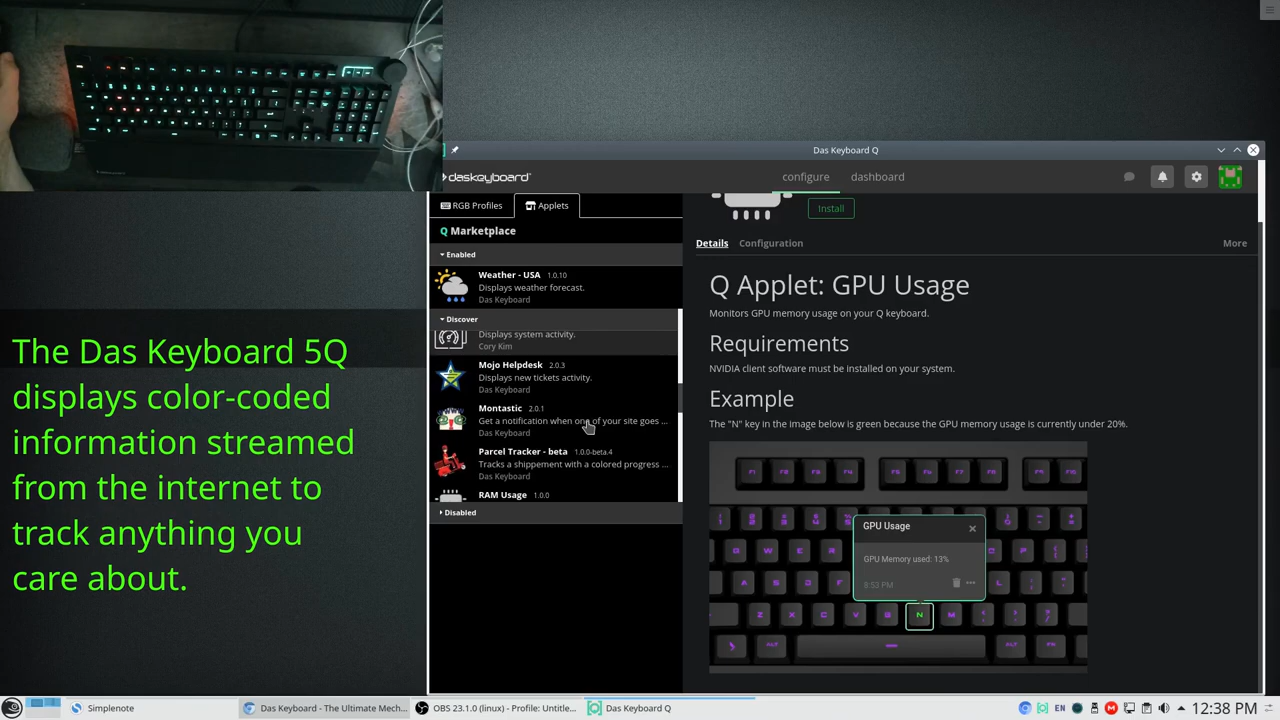 Das Keyboard Q
daskeyboard
configure
dashboard
RGB Profiles
Applets
Q Marketplace
Enabled
Weather - USA 1.0.10
Displays weather forecast.
Das Keyboard
Discover
Displays system activity.
Cory Kim
Mojo Helpdesk 2.0.3
Displays new tickets activity.
Das Keyboard
Montastic 2.0.1
Get a notification when one of your site goes ...
Das Keyboard
Parcel Tracker - beta 1.0.0-beta.4
Tracks a shippement with a colored progress ...
Das Keyboard
RAM Usage 1.0.0
Disabled
Install
Details
Configuration
More
Q Applet: GPU Usage
Monitors GPU memory usage on your Q keyboard.
Requirements
NVIDIA client software must be installed on your system.
Example
The "N" key in the image below is green because the GPU memory usage is currently under 20%.
GPU Usage
GPU Memory used: 13%
8:53 PM
Z X C V B N M
The Das Keyboard 5Q
displays color-coded
information streamed
from the internet to
track anything you
care about.
Simplenote
Das Keyboard - The Ultimate Mech...
OBS 23.1.0 (linux) - Profile: Untitle...
Das Keyboard Q
EN
12:38 PM